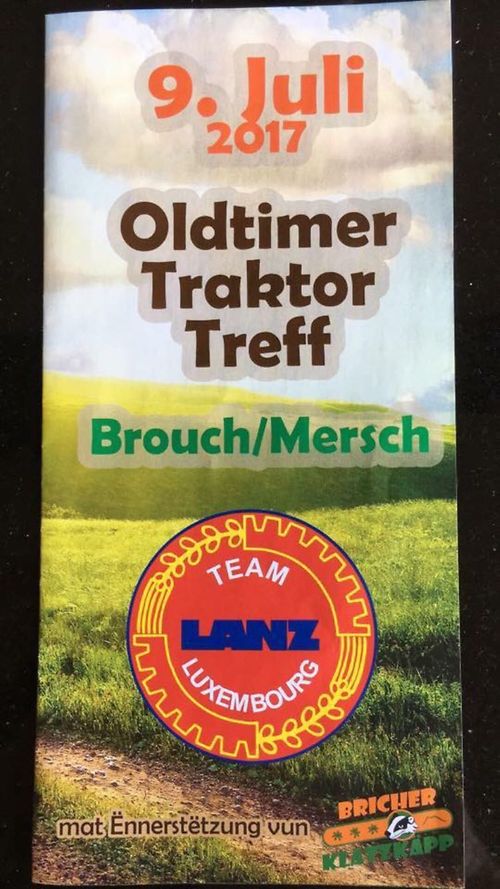 9. Juli
2017
Oldtimer
Traktor
Treff
Brouch/Mersch
TEAM
LANZ
LUXEMBOURG
mat Ënnerstëtzung vun
BRICHER
KLATZKAPP